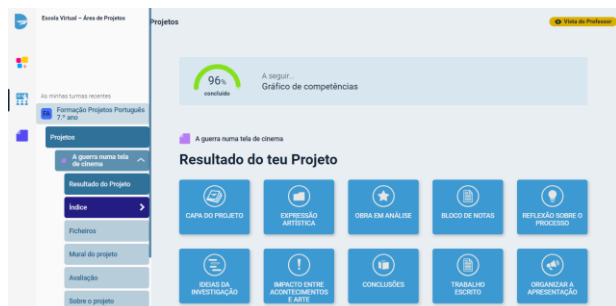 Escola Virtual – Área de Projetos
Projetos
Vista do Professor
96%
concluído
A seguir...
Gráfico de competências
As minhas turmas recentes
Formação Projetos Português
7.º ano
Projetos
A guerra numa tela
de cinema
Resultado do Projeto
Índice
Ficheiros
Mural do projeto
Avaliação
Sobre o projeto
A guerra numa tela de cinema
Resultado do teu Projeto
CAPA DO PROJETO
EXPRESSÃO
ARTÍSTICA
OBRA EM ANÁLISE
BLOCO DE NOTAS
REFLEXÃO SOBRE O
PROCESSO
IDEIAS DA
INVESTIGAÇÃO
IMPACTO ENTRE
ACONTECIMENTOS
E ARTE
CONCLUSÕES
TRABALHO
ESCRITO
ORGANIZAR A
APRESENTAÇÃO